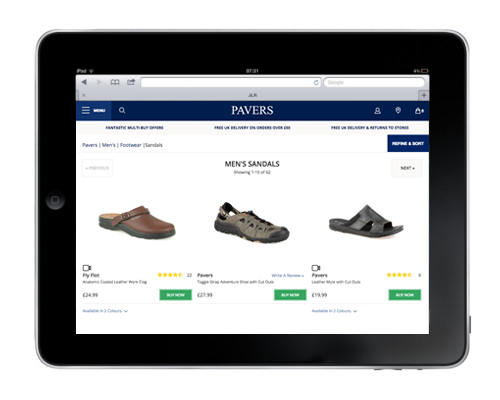 iPad 07:31 4%
Google
JLR
MENU PAVERS 0
FANTASTIC MULTI-BUY OFFERS FREE UK DELIVERY ON ORDERS OVER £50 FREE UK DELIVERY & RETURNS TO STORES
Pavers | Men's | Footwear |Sandals REFINE & SORT
MEN'S SANDALS
« PREVIOUS Showing 1-15 of 62 NEXT »
Fly Flot 22 Pavers Write A Review » Pavers 8
Anatomic Coated Leather Worn Clog Toggle Strap Adventure Shoe with Cut Outs Leather Mule with Cut Outs
£24.99 BUY NOW £27.99 BUY NOW £19.99 BUY NOW
Available in 2 Colours Available in 2 Colours